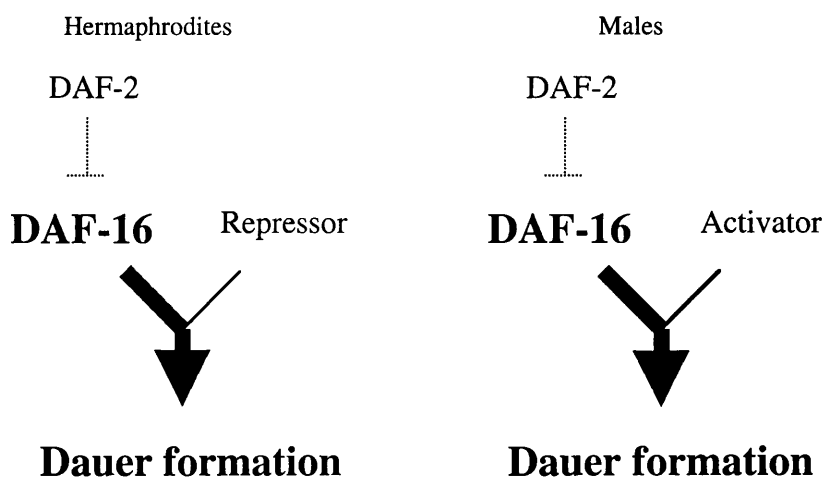 Hermaphrodites
DAF-2
DAF-16
Repressor
Dauer formation
Males
DAF-2
DAF-16
Activator
Dauer formation